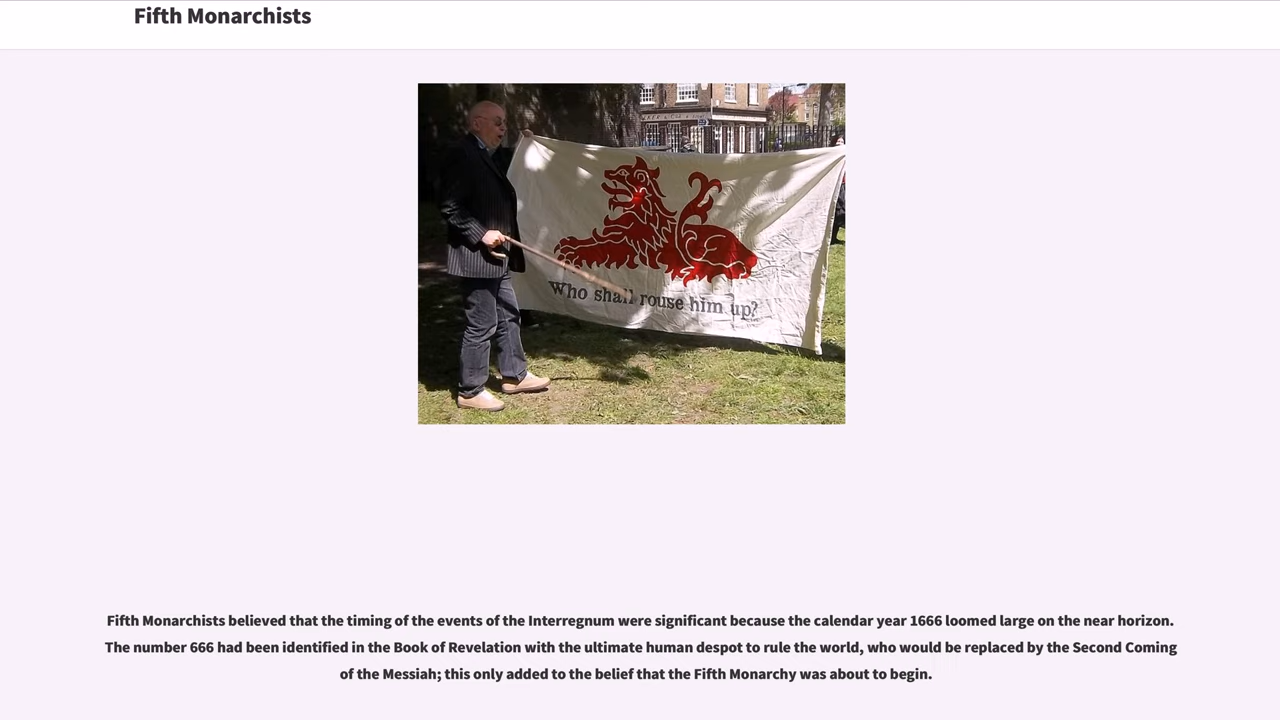 Fifth Monarchists
Who shall rouse him up?
Fifth Monarchists believed that the timing of the events of the Interregnum were significant because the calendar year 1666 loomed large on the near horizon.
The number 666 had been identified in the Book of Revelation with the ultimate human despot to rule the world, who would be replaced by the Second Coming
of the Messiah; this only added to the belief that the Fifth Monarchy was about to begin.